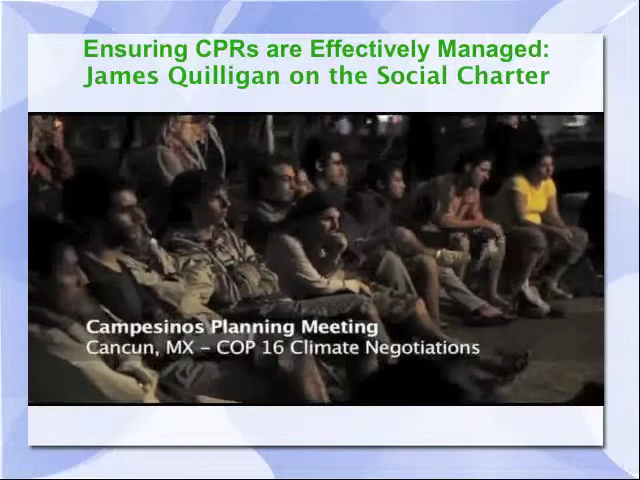 Ensuring CPRs are Effectively Managed:
James Quilligan on the Social Charter
Campesinos Planning Meeting
Cancun, MX – COP 16 Climate Negotiations